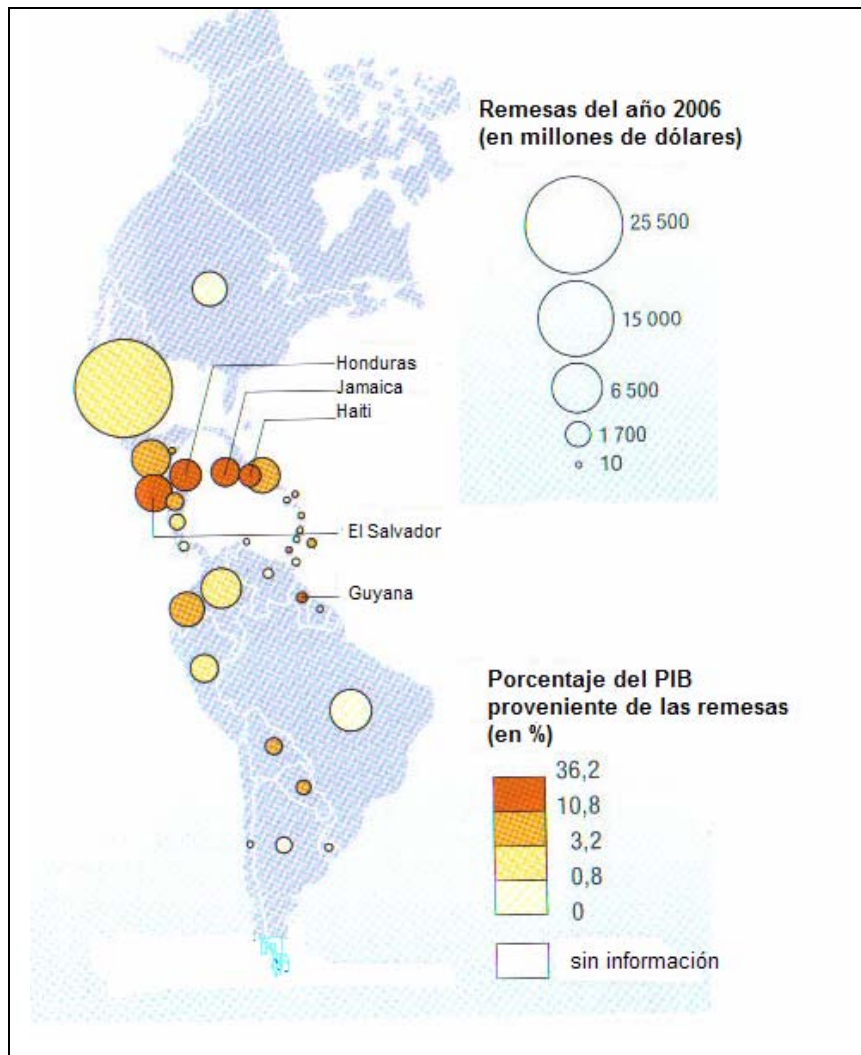 Remesas del año 2006
(en millones de dólares)
25 500
15 000
6 500
1 700
10
Honduras
Jamaica
Haiti
El Salvador
Guyana
Porcentaje del PIB
proveniente de las remesas
(en %)
36,2
10,8
3,2
0,8
0
sin información